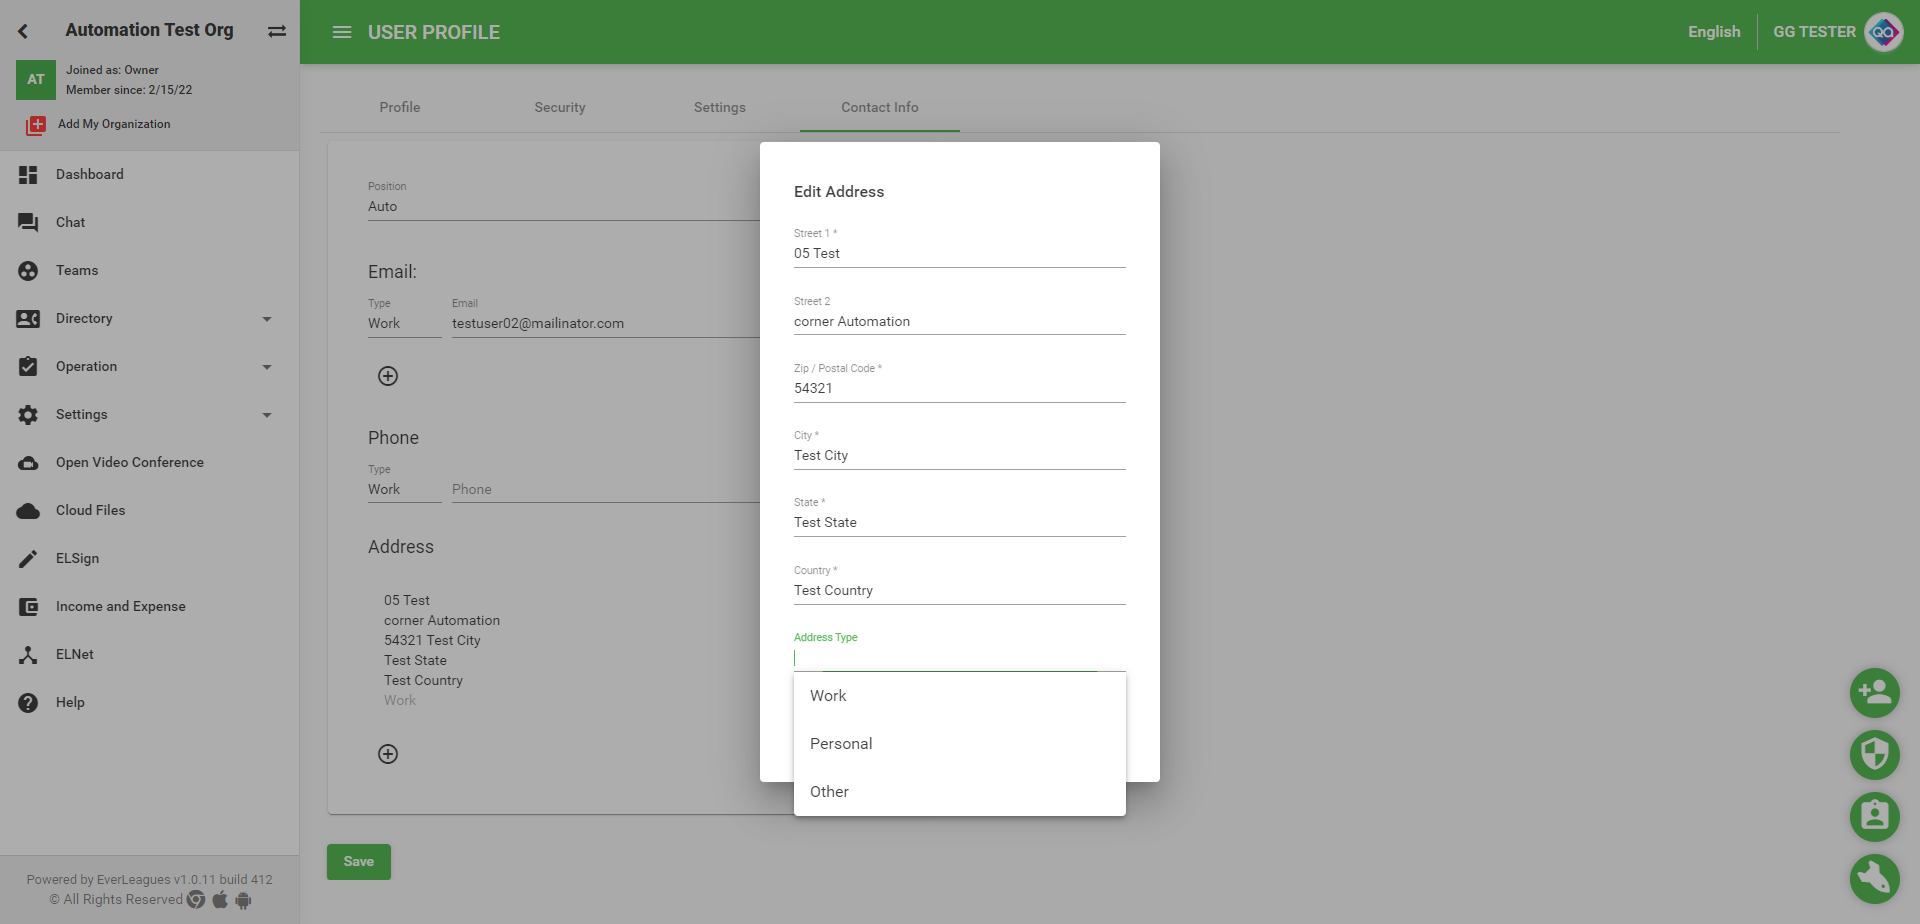 Automation Test Org
AT
Joined as: Owner
Member since: 2/15/22
Add My Organization
Dashboard
Chat
Teams
Directory
Operation
Settings
Open Video Conference
Cloud Files
ELSign
Income and Expense
ELNet
Help
Powered by EverLeagues v1.0.11 build 412
© All Rights Reserved
USER PROFILE
English
GG TESTER
QA
Profile
Security
Settings
Contact Info
Position
Auto
Email:
Type
Email
Work
testuser02@mailinator.com
Phone
Type
Work
Phone
Address
05 Test
corner Automation
54321 Test City
Test State
Test Country
Work
Save
Edit Address
Street 1 *
05 Test
Street 2
corner Automation
Zip / Postal Code *
54321
City *
Test City
State *
Test State
Country *
Test Country
Address Type
Work
Personal
Other